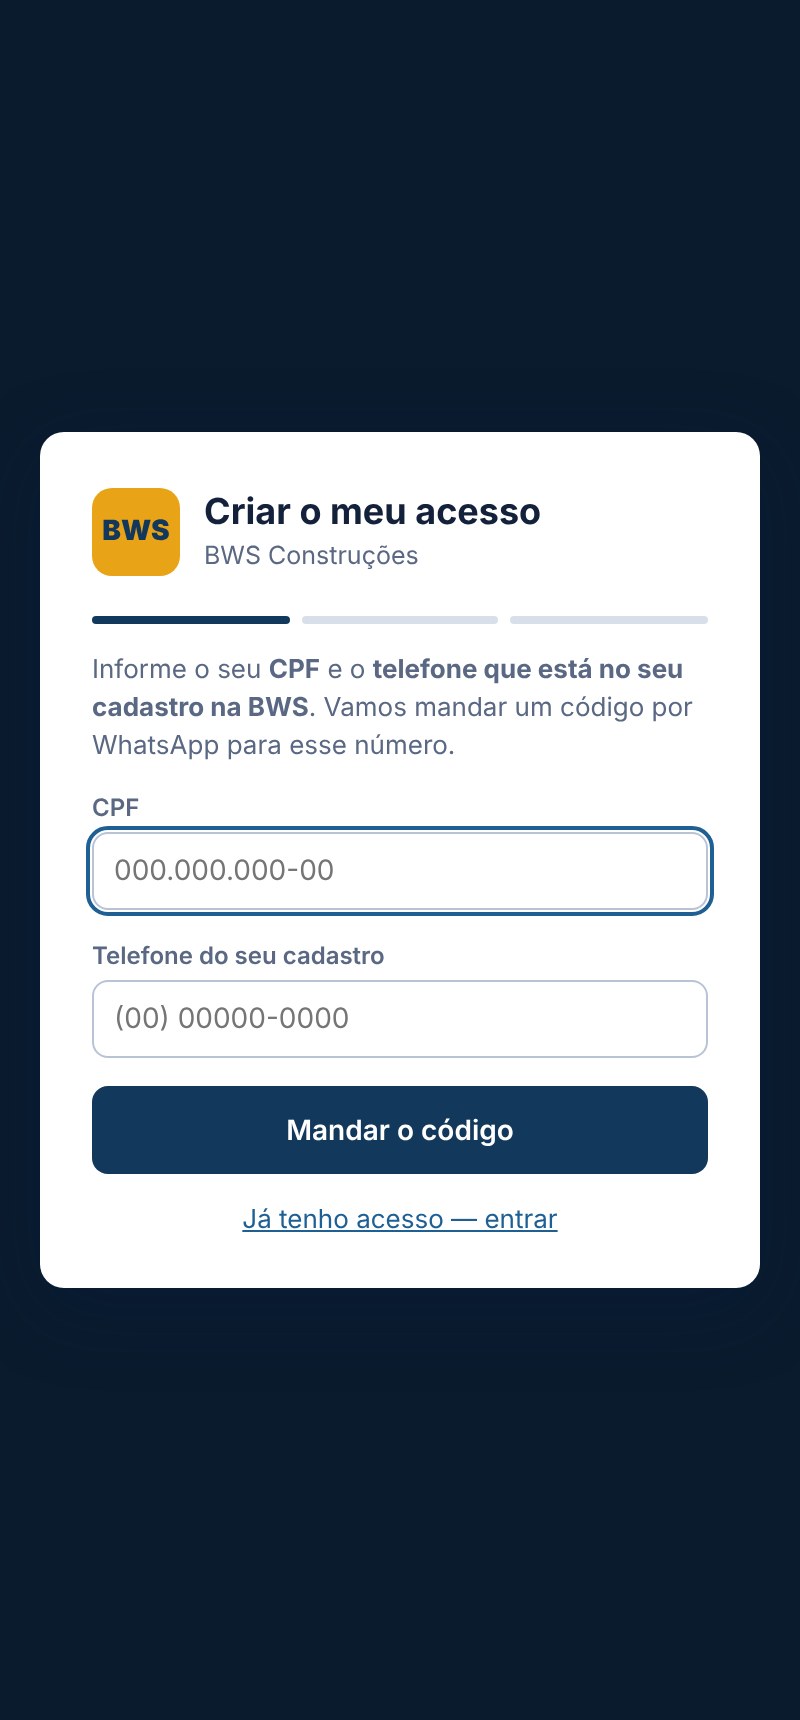 BWS
Criar o meu acesso
BWS Construções
Informe o seu CPF e o telefone que está no seu
cadastro na BWS. Vamos mandar um código por
WhatsApp para esse número.
CPF
000.000.000-00
Telefone do seu cadastro
(00) 00000-0000
Mandar o código
Já tenho acesso — entrar